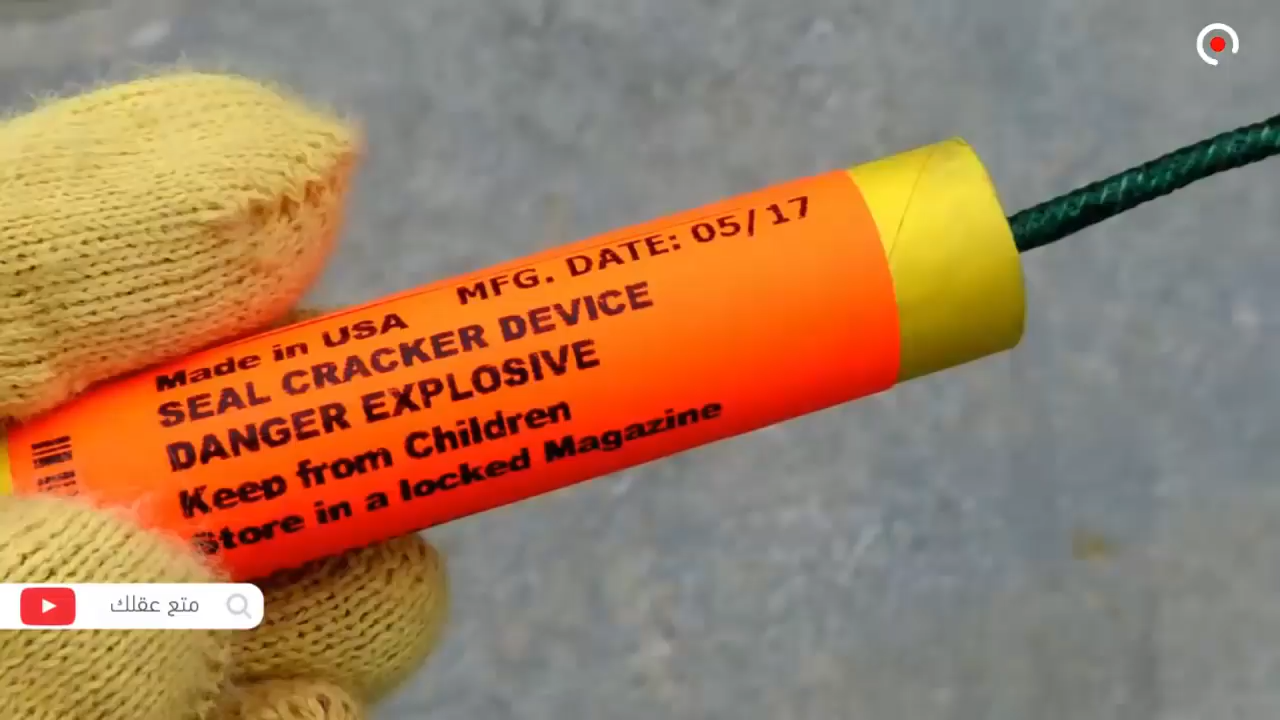 Made in USA MFG. DATE: 05/17
SEAL CRACKER DEVICE
DANGER EXPLOSIVE
Keep from Children
Store in a locked Magazine
متع عقلك